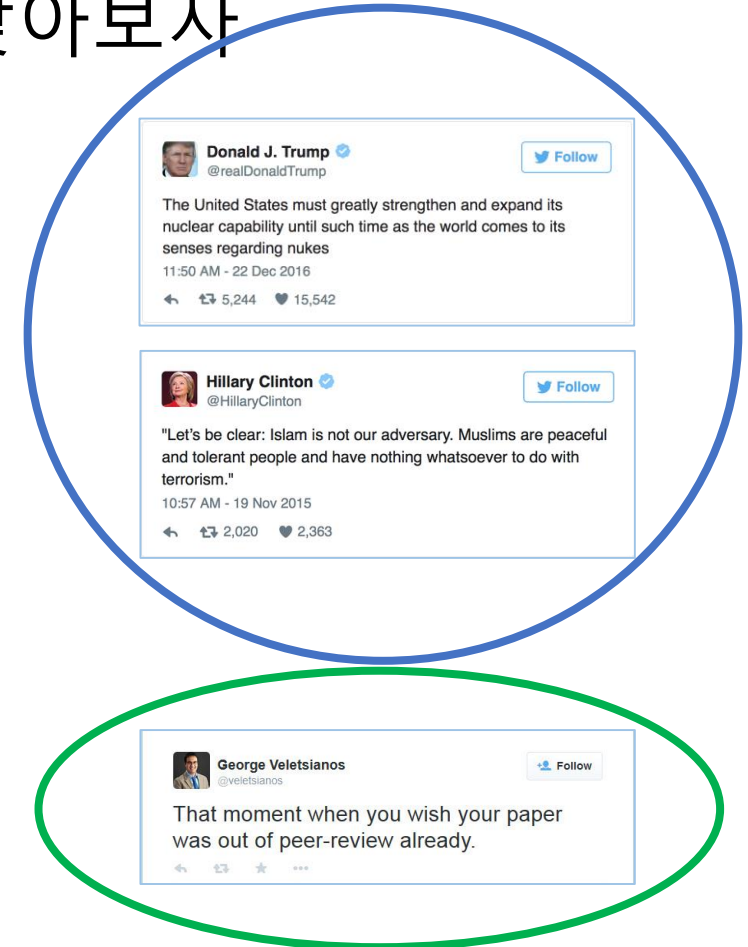 찾아보자
Donald J. Trump
@realDonaldTrump
Follow
The United States must greatly strengthen and expand its
nuclear capability until such time as the world comes to its
senses regarding nukes
11:50 AM - 22 Dec 2016
5,244 15,542
Hillary Clinton
@HillaryClinton
Follow
"Let's be clear: Islam is not our adversary. Muslims are peaceful
and tolerant people and have nothing whatsoever to do with
terrorism."
10:57 AM - 19 Nov 2015
2,020 2,363
George Veletsianos
@veletsianos
Follow
That moment when you wish your paper
was out of peer-review already.